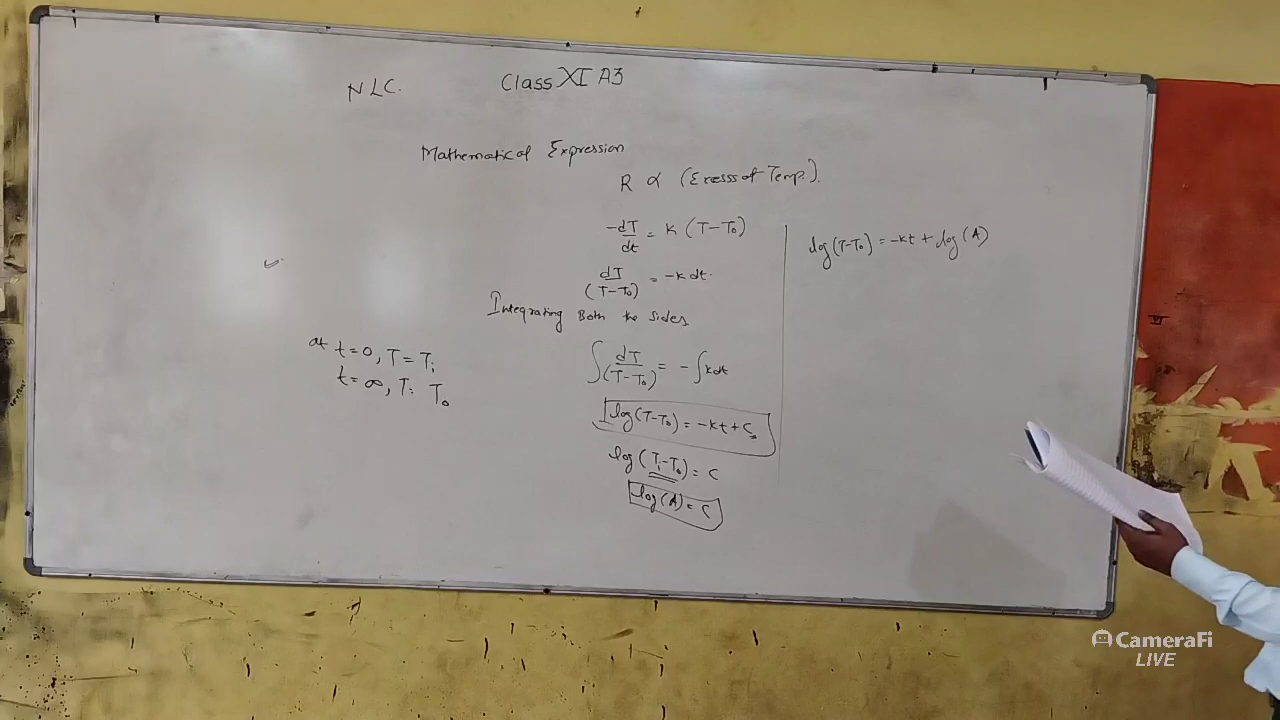 NLC. Class XI A3
Mathematical Expression
R ∝ (Excess of Temp.).
-dT/dt = K (T-T₀)
dT/(T-T₀) = -K dt.
Integrating Both the Sides
∫ dT/(T-T₀) = -∫ K dt
log(T-T₀) = -Kt + C
log(Tᵢ-T₀) = C
log(A) = C
at t=0, T=Tᵢ
t=∞, T= T₀
log(T-T₀) = -Kt + log(A)
CameraFi
LIVE